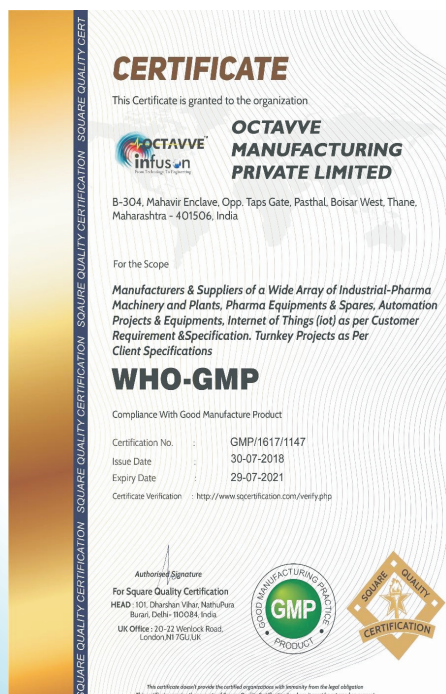 SQUARE QUALITY CERTIFICATION SQUARE QUALITY CERTIFICATION SQAURE QUALITY CERTIFICATION SQUARE QUALITY CERT
CERTIFICATE
This Certificate is granted to the organization
OCTAVVE™
infuson
From Technology To Engineering
OCTAVVE
MANUFACTURING
PRIVATE LIMITED
B-304, Mahavir Enclave, Opp. Taps Gate, Pasthal, Boisar West, Thane,
Maharashtra - 401506, India
For the Scope
Manufacturers & Suppliers of a Wide Array of Industrial-Pharma
Machinery and Plants, Pharma Equipments & Spares, Automation
Projects & Equipments, Internet of Things (iot) as per Customer
Requirement &Specification. Turnkey Projects as Per
Client Specifications
WHO-GMP
Compliance With Good Manufacture Product
Certification No. : GMP/1617/1147
Issue Date : 30-07-2018
Expiry Date : 29-07-2021
Certificate Verification : http://www.sqcertification.com/verify.php
Authorised Signature
For Square Quality Certification
HEAD : 101, Dharshan Vihar, NathuPura
Burari, Delhi- 110084, India
UK Office : 20-22 Wenlock Road,
London,N1 7GU,UK
GOOD MANUFACTURING PRACTICE
GMP
PRODUCT
SQUARE QUALITY
CERTIFICATION
This certificate doesn't provide the certified organizations with immunity from the legal obligation